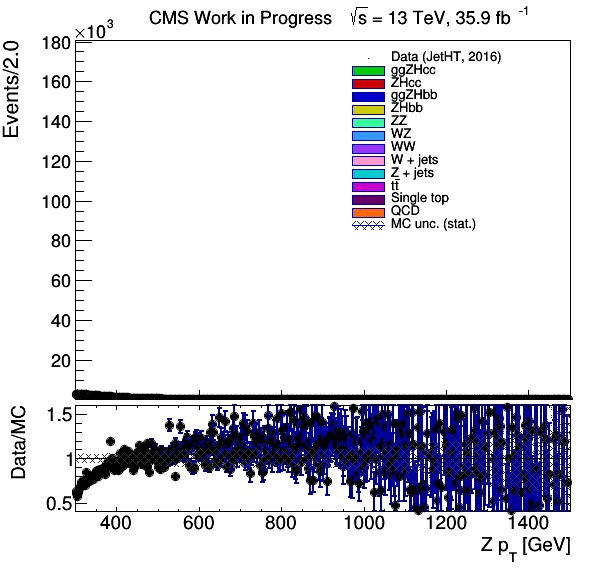 CMS Work in Progress √s = 13 TeV, 35.9 fb⁻¹
×10³
Events/2.0
180
160
140
120
100
80
60
40
20
Data (JetHT, 2016)
ggZHcc
ZHcc
ggZHbb
ZHbb
ZZ
WZ
WW
W + jets
Z + jets
tt̄
Single top
QCD
MC unc. (stat.)
Data/MC
1.5
1
0.5
400 600 800 1000 1200 1400
Z p_T [GeV]